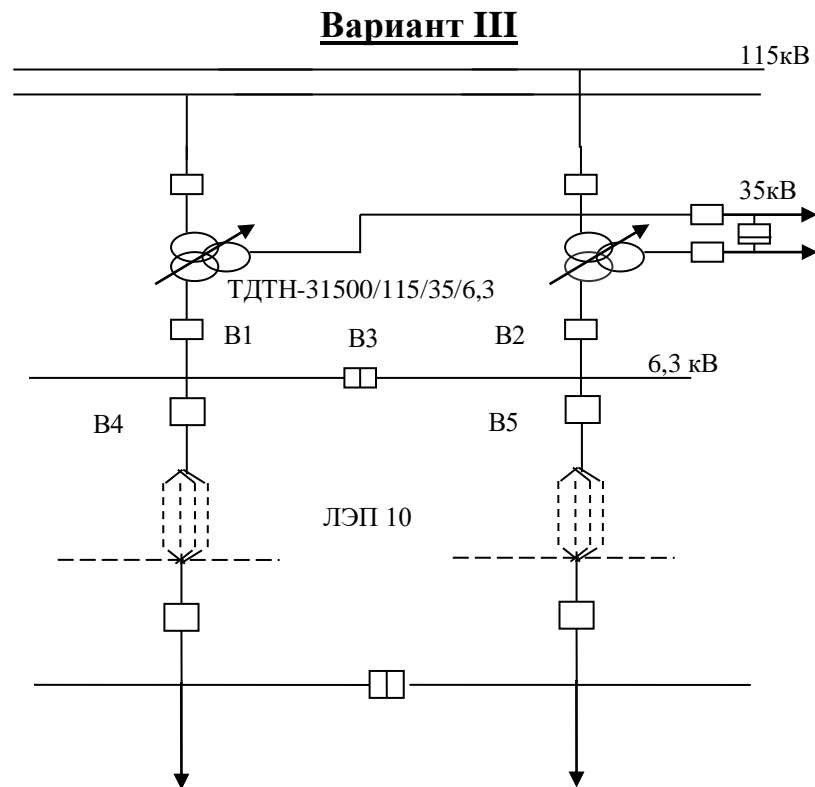 Вариант III
115кВ
35кВ
ТДТН-31500/115/35/6,3
В1
В3
В2
6,3 кВ
В4
В5
ЛЭП 10